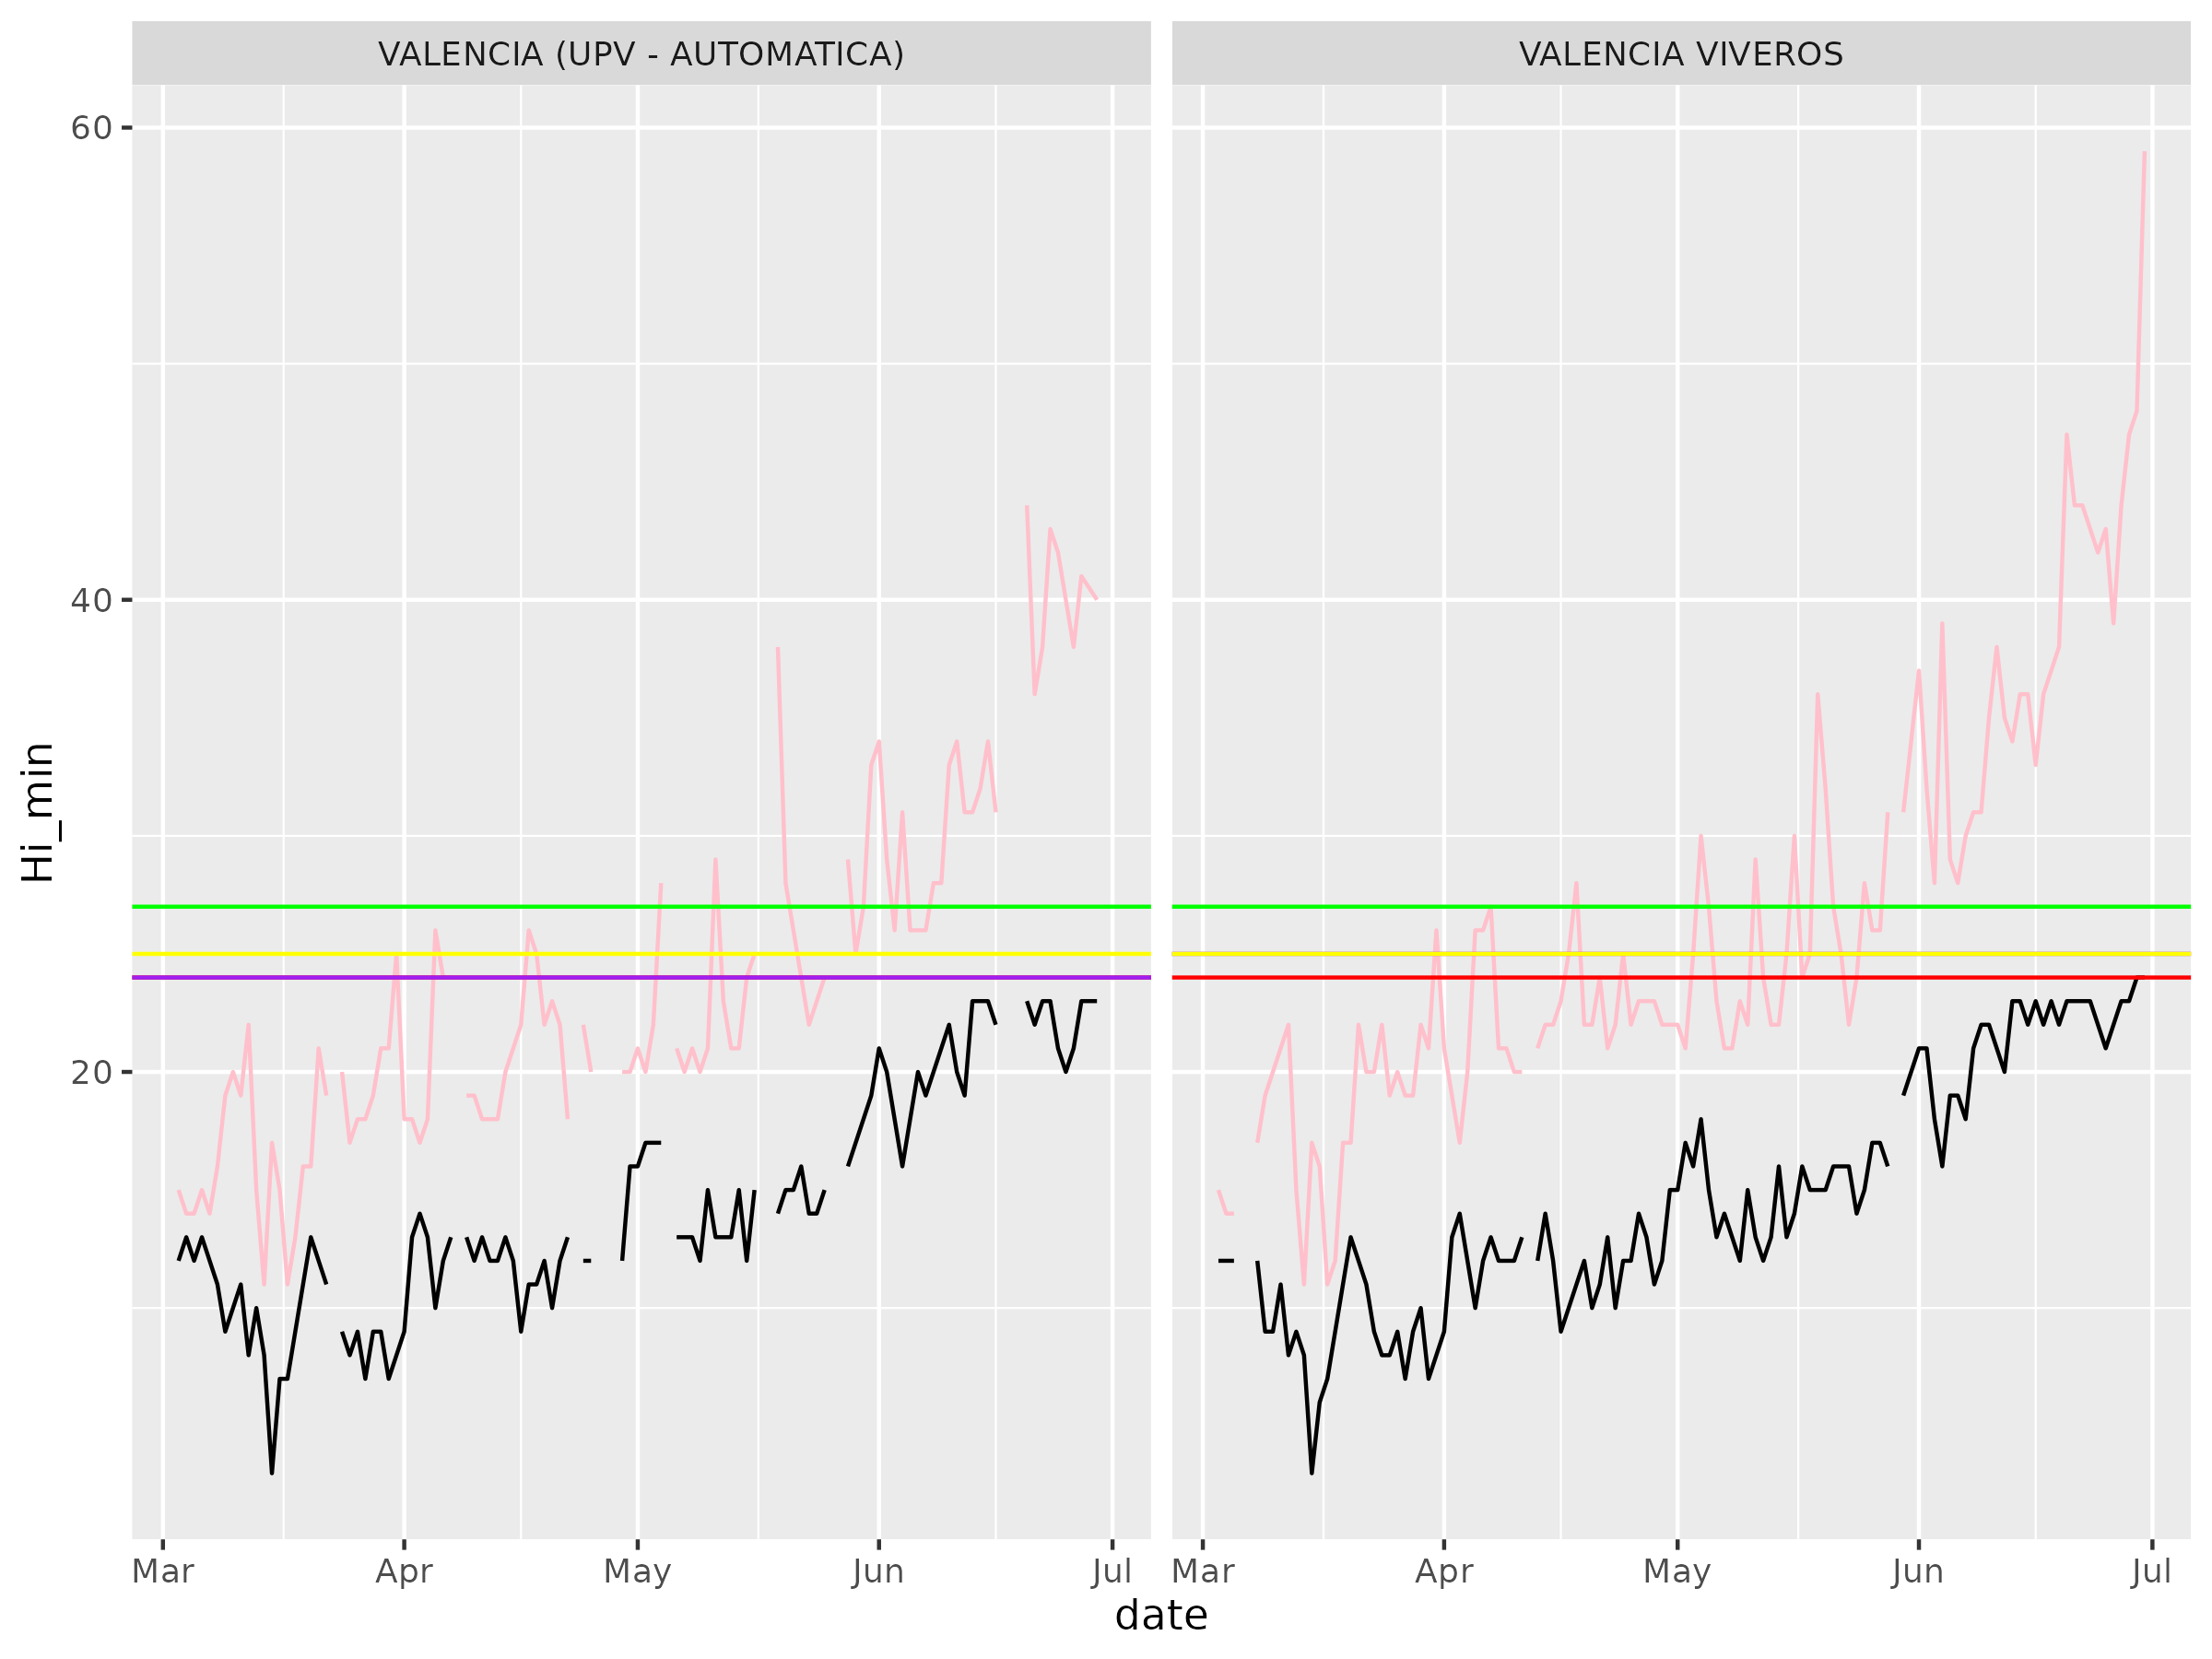 VALENCIA (UPV - AUTOMATICA)
VALENCIA VIVEROS
60
40
20
Hi_min
Mar
Apr
May
Jun
Jul
Mar
Apr
May
Jun
Jul
date